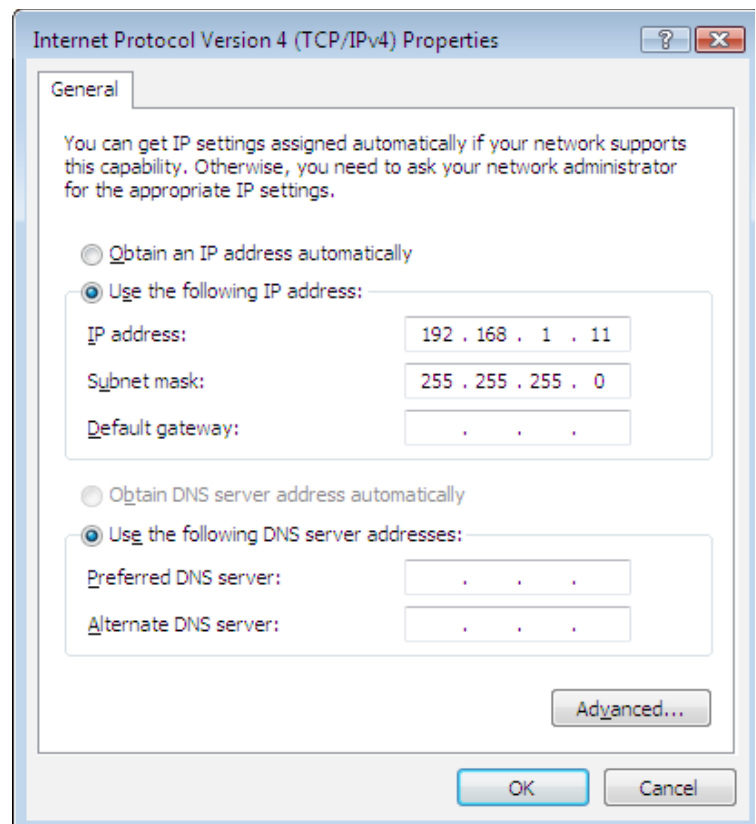 Internet Protocol Version 4 (TCP/IPv4) Properties
General
You can get IP settings assigned automatically if your network supports
this capability. Otherwise, you need to ask your network administrator
for the appropriate IP settings.
Obtain an IP address automatically
Use the following IP address:
IP address: 192 . 168 . 1 . 11
Subnet mask: 255 . 255 . 255 . 0
Default gateway: . . .
Obtain DNS server address automatically
Use the following DNS server addresses:
Preferred DNS server: . . .
Alternate DNS server: . . .
Advanced...
OK Cancel